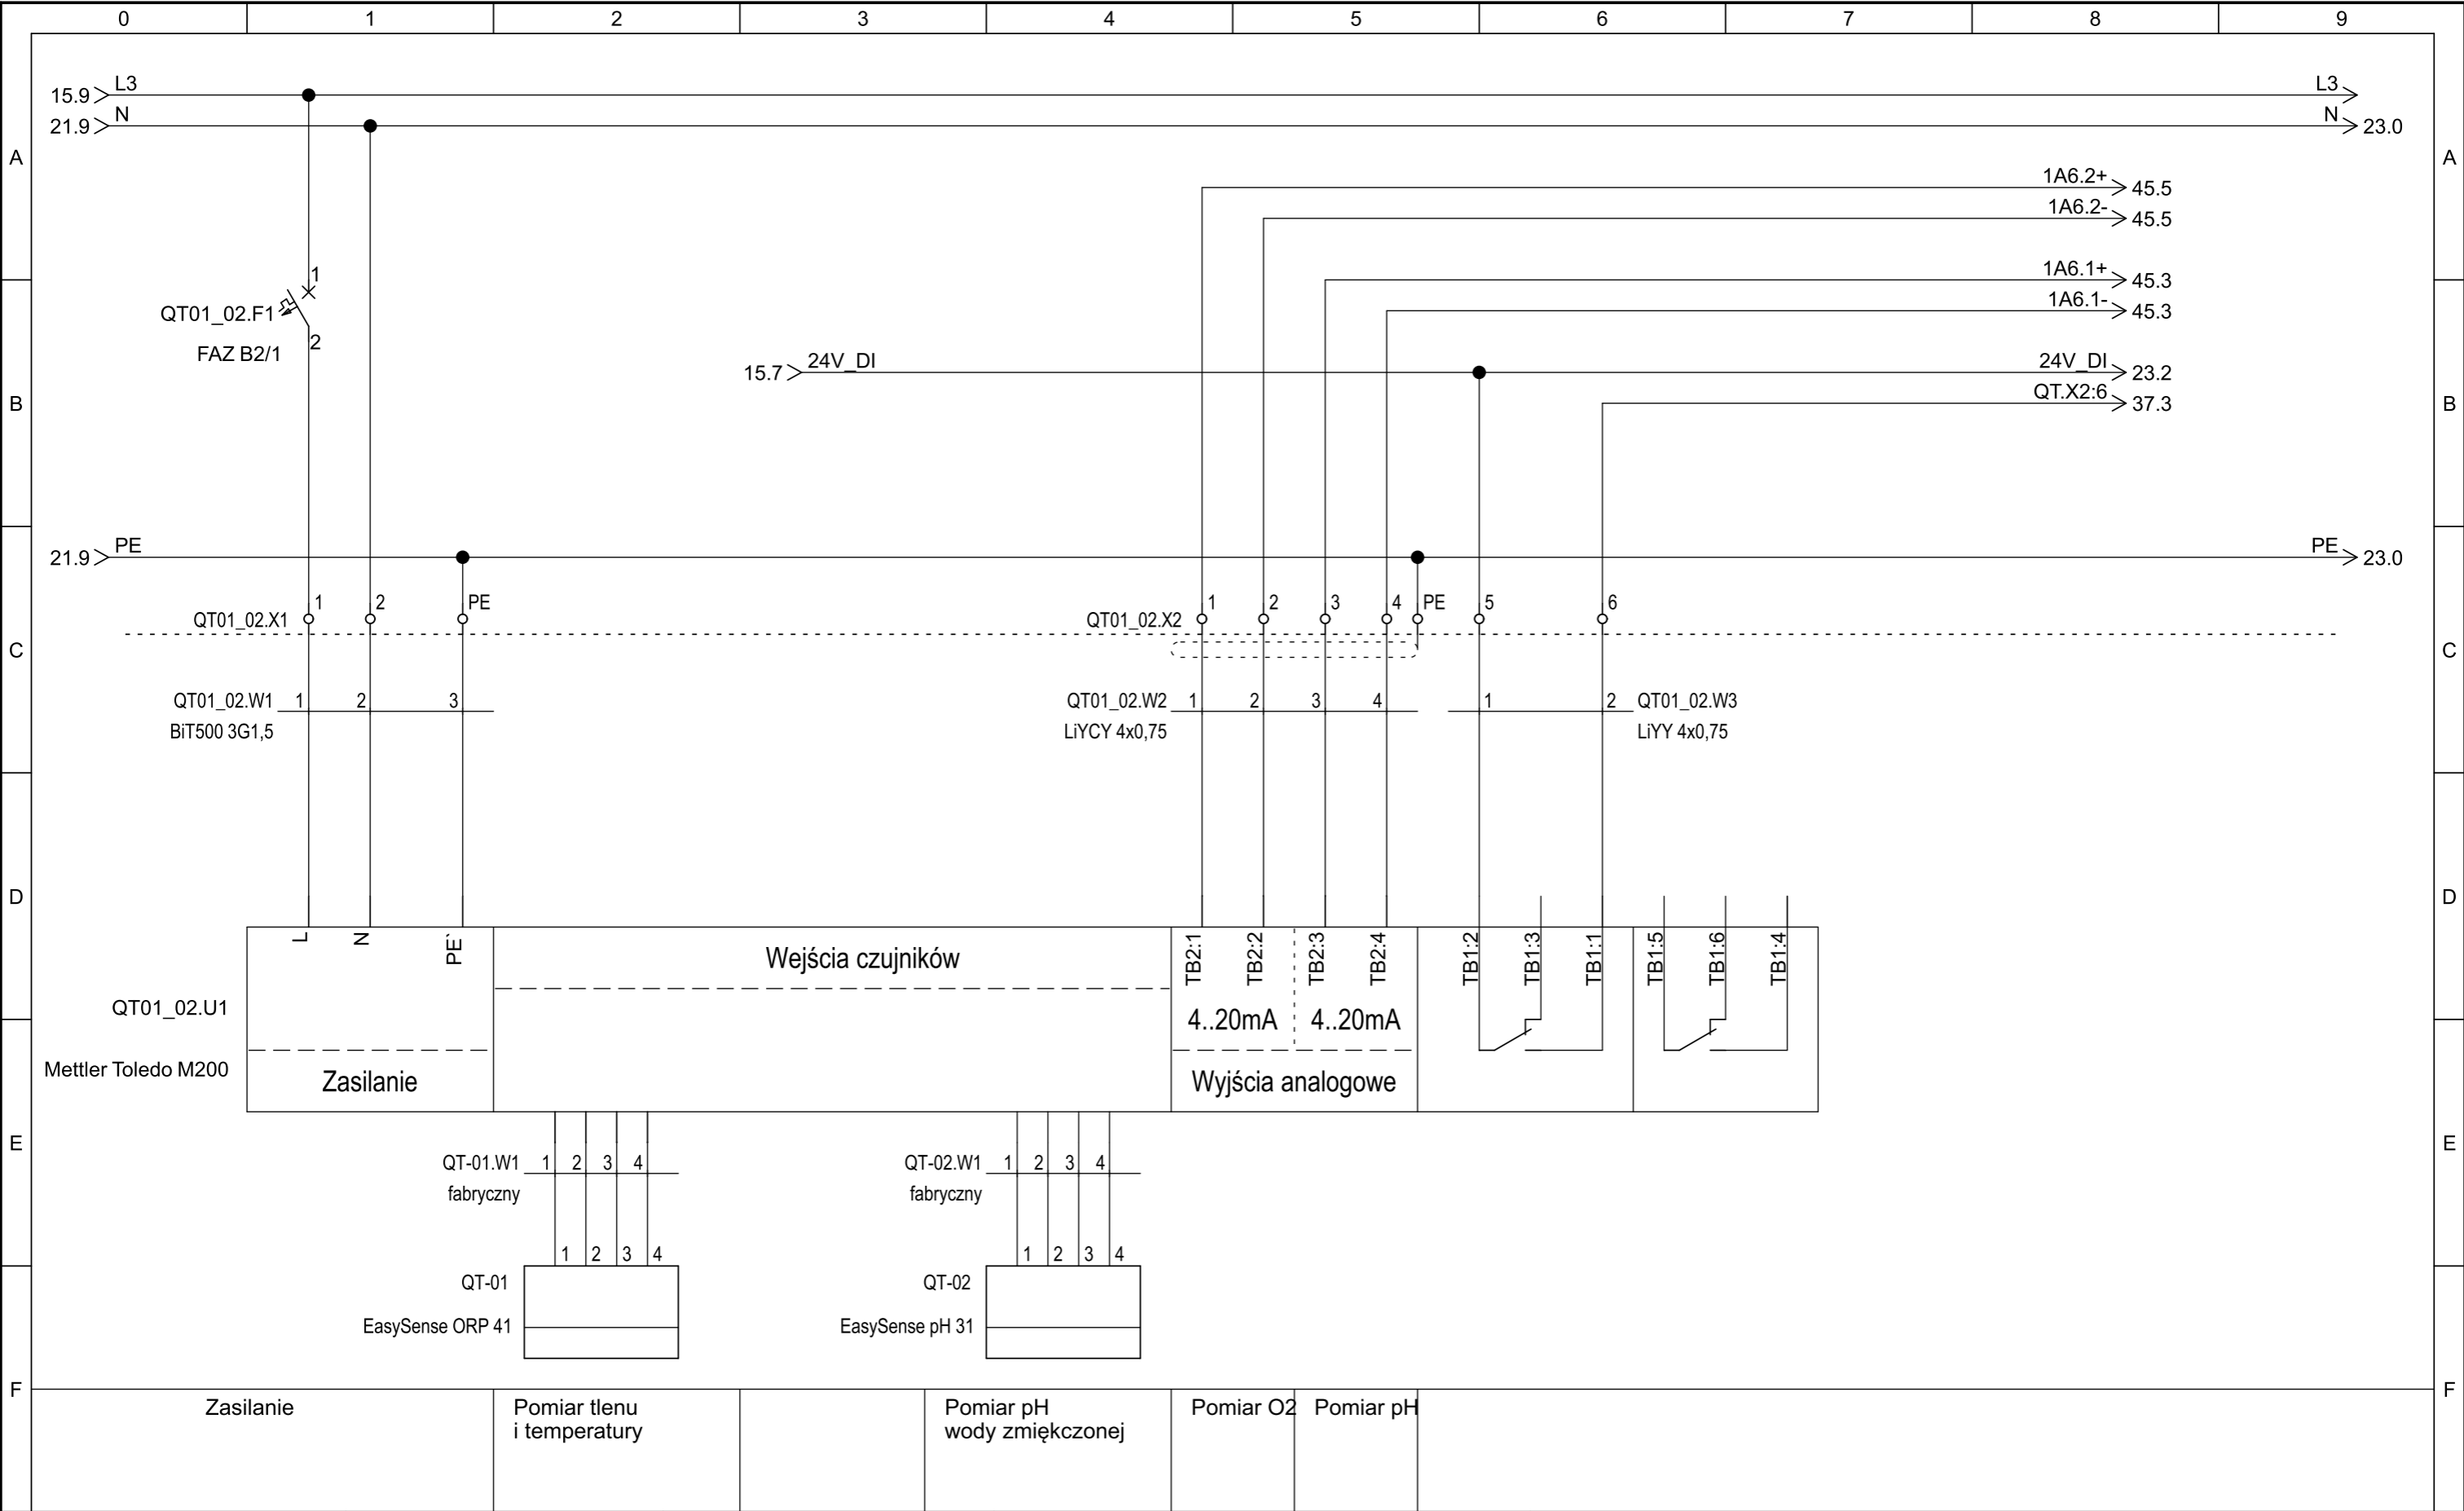 0 1 2 3 4 5 6 7 8 9
15.9 L3 L3
21.9 N N 23.0
A A
1A6.2+ 45.5
1A6.2- 45.5
1
1A6.1+ 45.3
1A6.1- 45.3
QT01_02.F1
2
FAZ B2/1
15.7 24V_DI 24V_DI 23.2
QT.X2:6 37.3
B B
21.9 PE PE 23.0
QT01_02.X1 1 2 PE QT01_02.X2 1 2 3 4 PE 5 6
C C
QT01_02.W1 1 2 3 QT01_02.W2 1 2 3 4 1 2 QT01_02.W3
BiT500 3G1,5 LiYCY 4x0,75 LiYY 4x0,75
D D
L N PE Wejścia czujników TB2:1 TB2:2 TB2:3 TB2:4 TB1:2 TB1:3 TB1:1 TB1:5 TB1:6 TB1:4
QT01_02.U1 4..20mA 4..20mA
Mettler Toledo M200 Zasilanie Wyjścia analogowe
E E
QT-01.W1 1 2 3 4 QT-02.W1 1 2 3 4
fabryczny fabryczny
1 2 3 4 1 2 3 4
QT-01 QT-02
EasySense ORP 41 EasySense pH 31
F F
Zasilanie Pomiar tlenu Pomiar pH Pomiar O2 Pomiar pH
i temperatury wody zmiękczonej